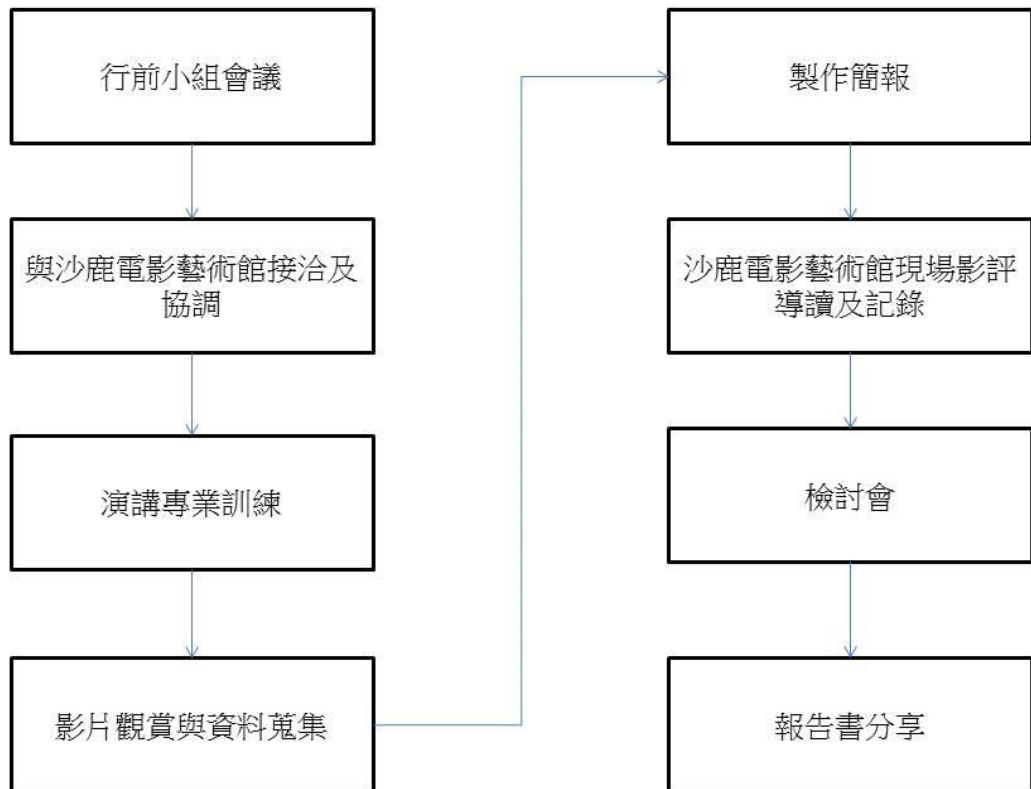 行前小組會議
與沙鹿電影藝術館接洽及
協調
演講專業訓練
影片觀賞與資料蒐集
製作簡報
沙鹿電影藝術館現場影評
導讀及記錄
檢討會
報告書分享